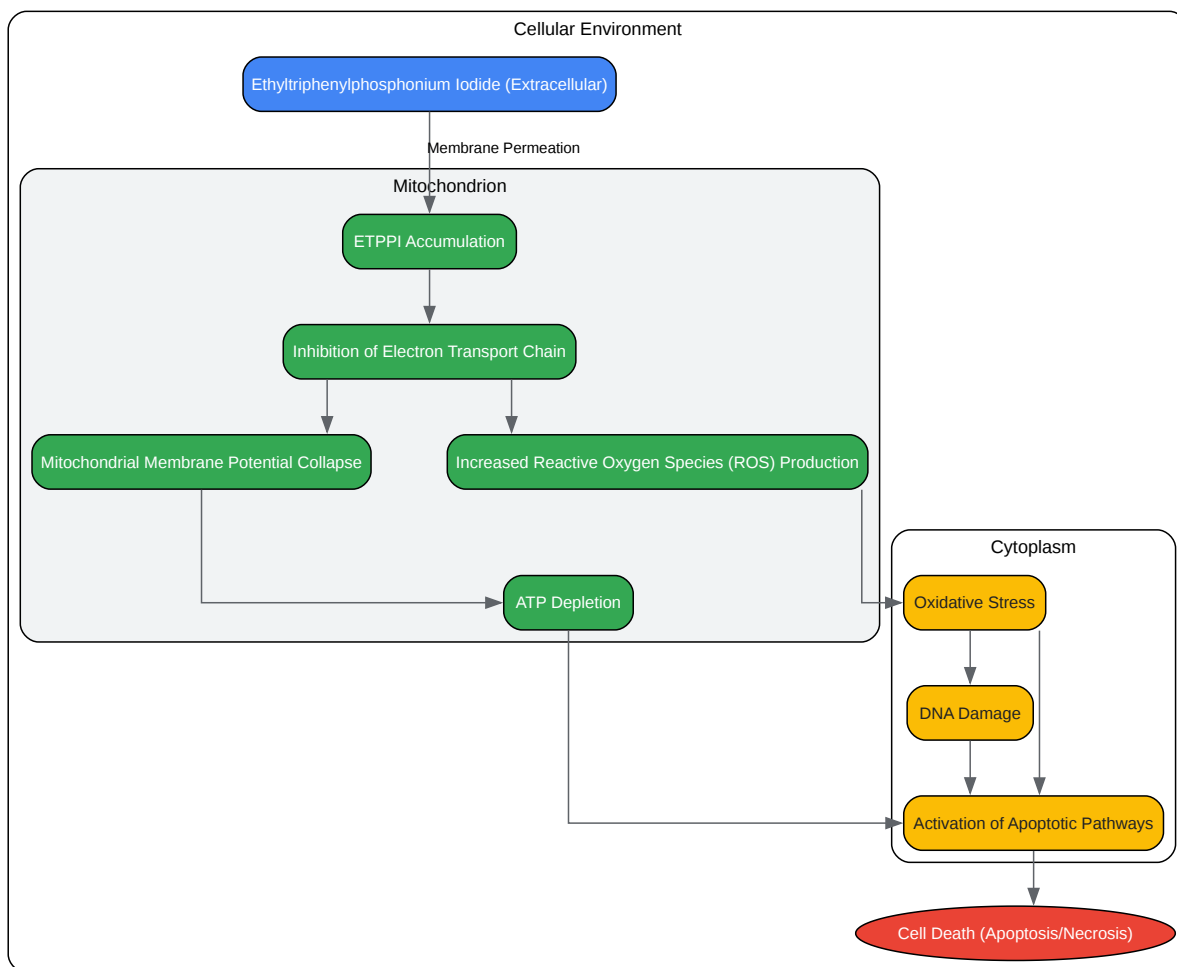 Cellular Environment
Ethyltriphenylphosphonium Iodide (Extracellular)
Membrane Permeation
Mitochondrion
ETPPI Accumulation
Inhibition of Electron Transport Chain
Mitochondrial Membrane Potential Collapse
Increased Reactive Oxygen Species (ROS) Production
ATP Depletion
Cytoplasm
Oxidative Stress
DNA Damage
Activation of Apoptotic Pathways
Cell Death (Apoptosis/Necrosis)